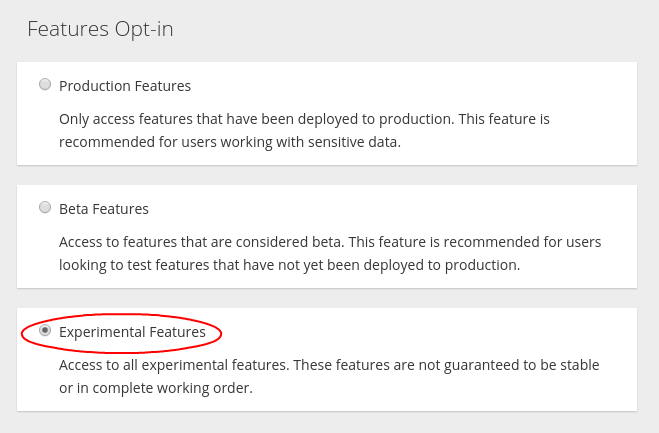 Features Opt-in
Production Features
Only access features that have been deployed to production. This feature is
recommended for users working with sensitive data.
Beta Features
Access to features that are considered beta. This feature is recommended for users
looking to test features that have not yet been deployed to production.
Experimental Features
Access to all experimental features. These features are not guaranteed to be stable
or in complete working order.